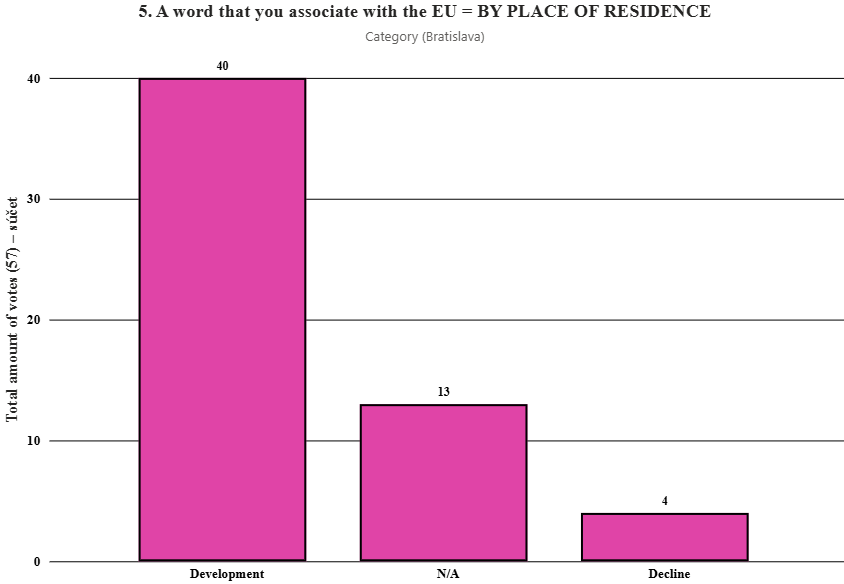 5. A word that you associate with the EU = BY PLACE OF RESIDENCE
Category (Bratislava)
Total amount of votes (57) – súčet
40
30
20
10
0
40
13
4
Development
N/A
Decline